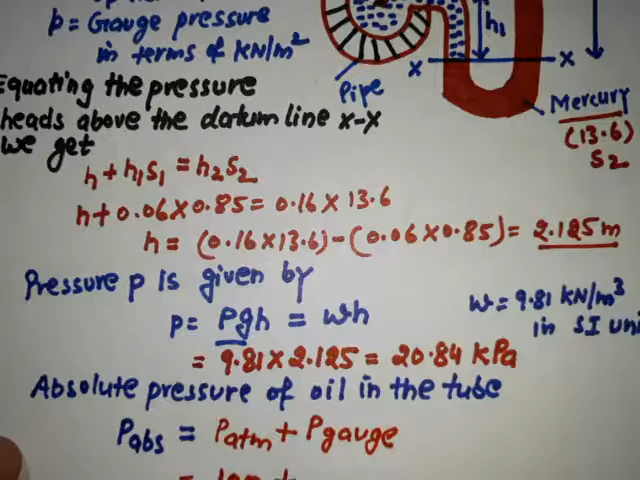 p = Gauge pressure
in terms of KN/m²
h₁
x x
Pipe
Mercury
(13.6)
S₂
Equating the pressure
heads above the datum line x-x
we get
h + h₁s₁ = h₂s₂
h + 0.06 × 0.85 = 0.16 × 13.6
h = (0.16 × 13.6) - (0.06 × 0.85) = 2.125 m
Pressure p is given by
p = ρgh = wh
w = 9.81 KN/m³
in SI uni
= 9.81 × 2.125 = 20.84 kPa
Absolute pressure of oil in the tube
Pabs = Patm + Pgauge